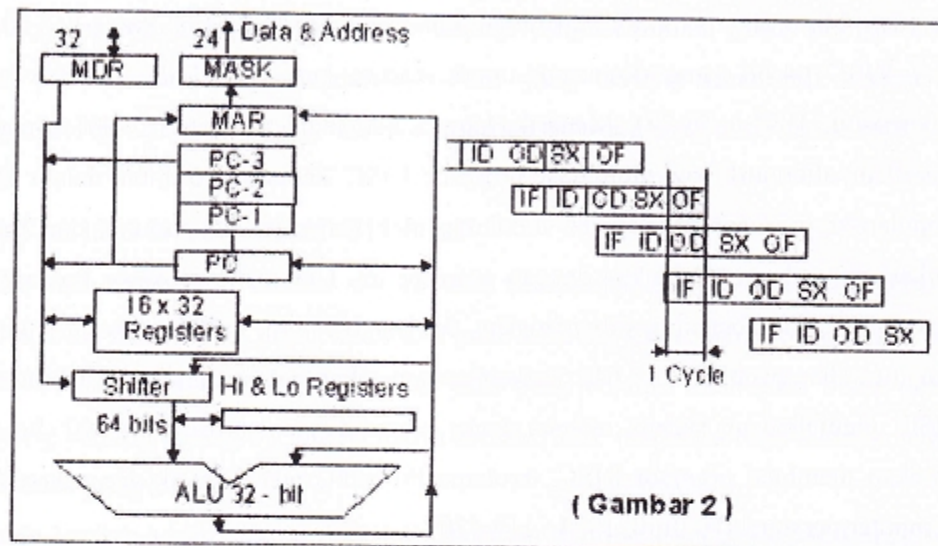 32 24 Data & Address
MDR MASK
MAR
PC-3
PC-2
PC-1
PC
16 x 32
Registers
Shifter Hi & Lo Registers
64 bits
ALU 32 - bit
ID OD SX OF
IF ID OD SX OF
IF ID OD SX OF
IF ID OD SX OF
IF ID OD SX
1 Cycle
( Gambar 2 )